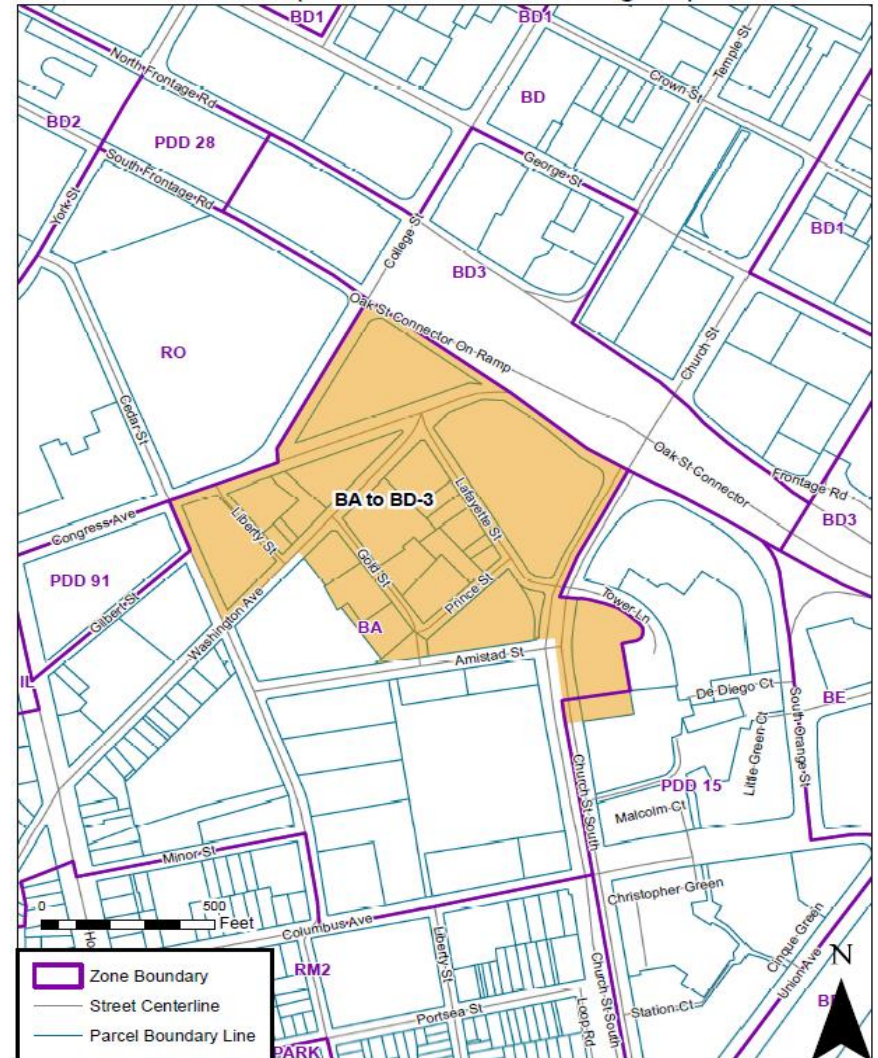 BD1
BD1
North Frontage Rd
Temple St
Crown St
BD
BD2
PDD 28
George St
South Frontage Rd
York St
BD1
College St
BD3
Oak St Connector On-Ramp
RO
Church St
Cedar St
Oak St Connector
Frontage Rd
Lafayette St
BA to BD-3
BD3
Liberty St
Congress Ave
Gold St
PDD 91
Prince St
Tower Ln
Gilbert St
Washington Ave
BA
Amistad St
IL
De Diego Ct
BE
South Orange St
Little Green Ct
PDD 15
Church St South
Malcolm Ct
Minor St
Christopher Green
0 500
Feet
Columbus Ave
Cinque Green
N
Liberty St
Union Ave
RM2
Zone Boundary
Street Centerline
Parcel Boundary Line
Church St South
Loop Rd
Station Ct
Portsea St
PARK